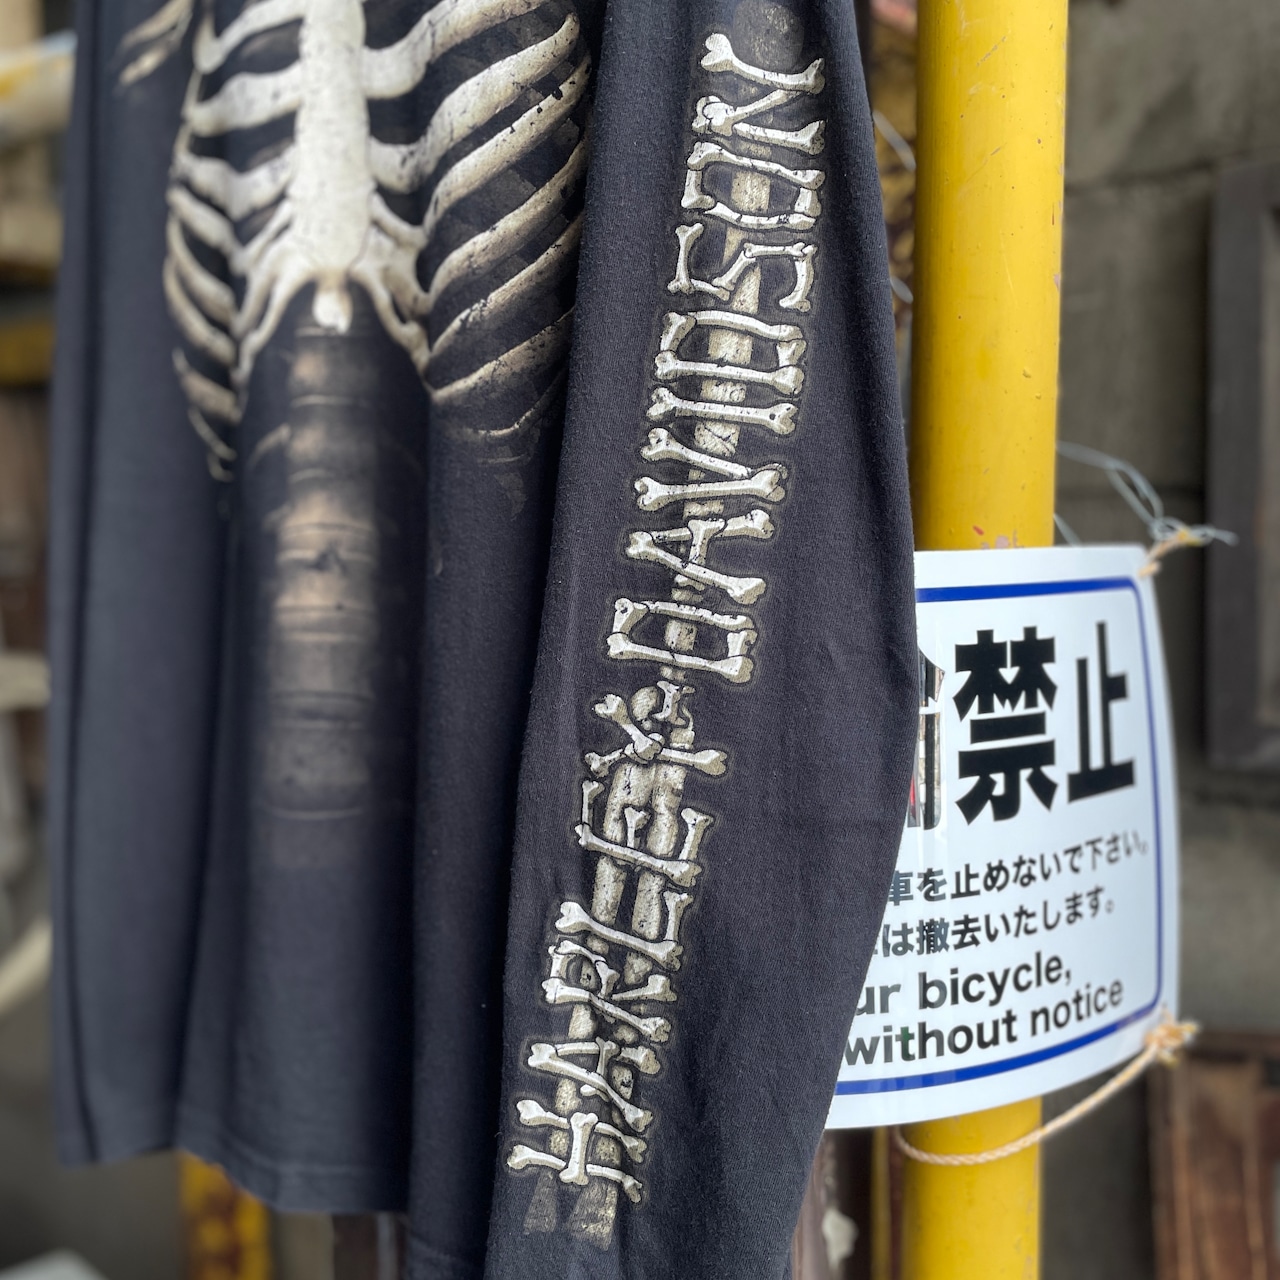 HARLEY-DAVIDSON
禁止
車を止めないで下さい。
は撤去いたします。
ur bicycle,
without notice